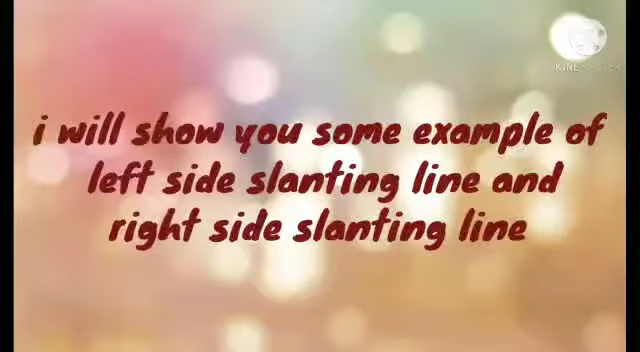 i will show you some example of
left side slanting line and
right side slanting line